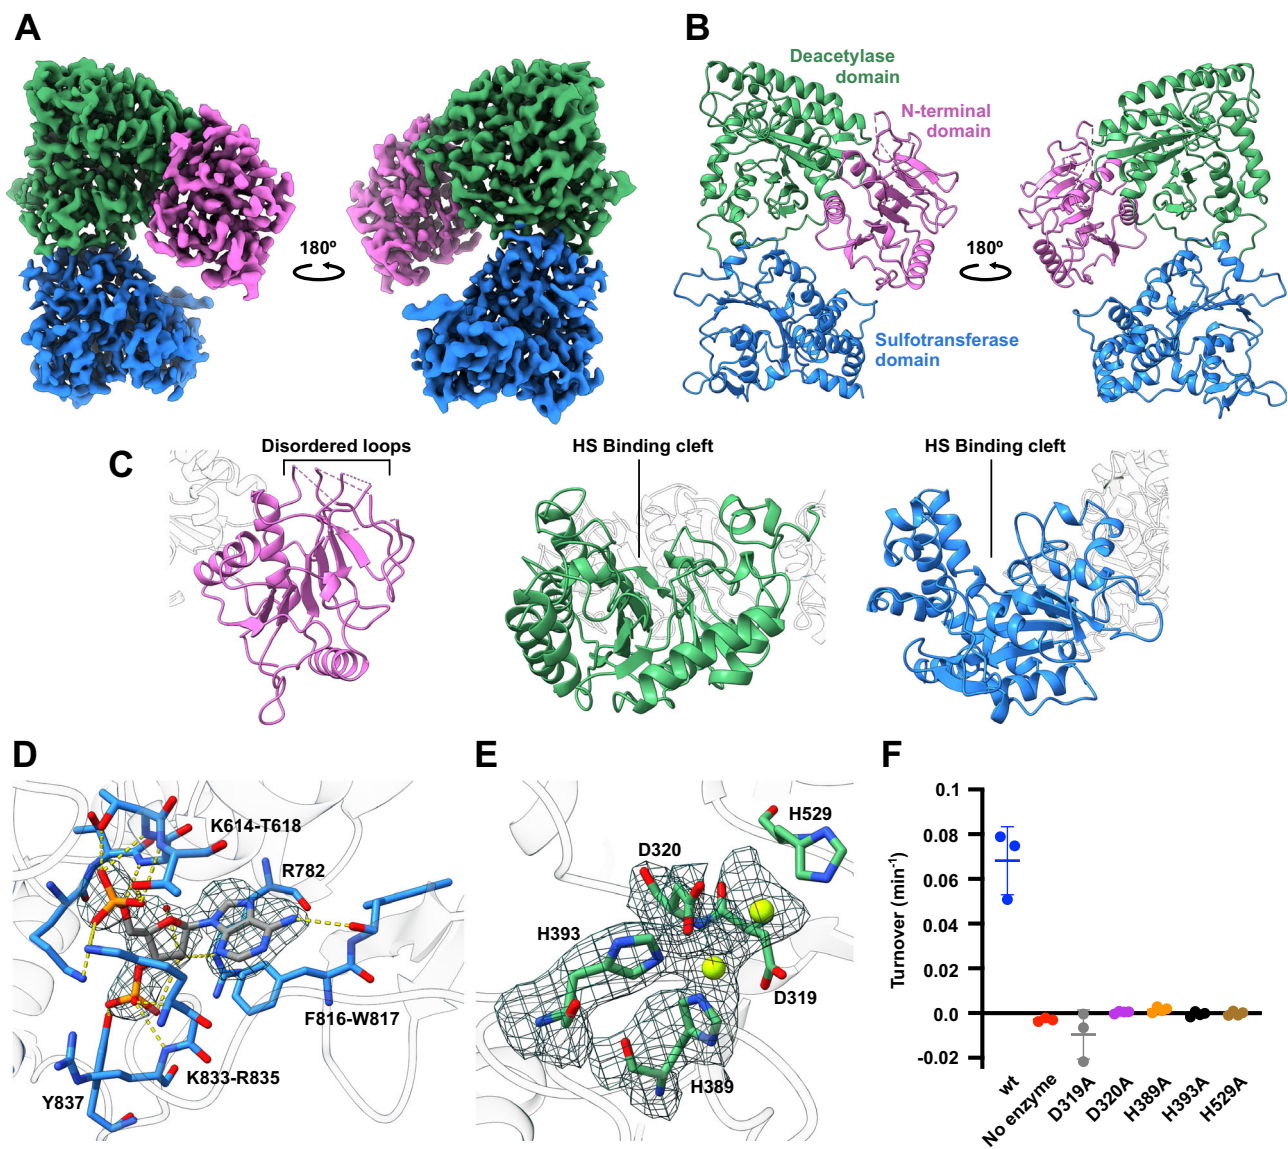 A
B
Deacetylase
domain
N-terminal
domain
180º
180º
Sulfotransferase
domain
C
Disordered loops
HS Binding cleft
HS Binding cleft
D
K614-T618
R782
F816-W817
K833-R835
Y837
E
H529
D320
H393
D319
H389
F
Turnover (min⁻¹)
0.1
0.08
0.06
0.04
0.02
0.0
-0.02
wt
No enzyme
D319A
D320A
H389A
H393A
H529A